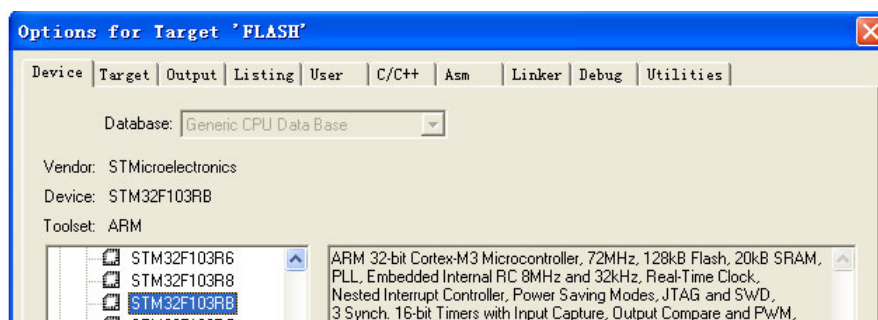 Options for Target 'FLASH'
Device Target Output Listing User C/C++ Asm Linker Debug Utilities
Database: Generic CPU Data Base
Vendor: STMicroelectronics
Device: STM32F103RB
Toolset: ARM
STM32F103R6
STM32F103R8
STM32F103RB
ARM 32-bit Cortex-M3 Microcontroller, 72MHz, 128kB Flash, 20kB SRAM,
PLL, Embedded Internal RC 8MHz and 32kHz, Real-Time Clock,
Nested Interrupt Controller, Power Saving Modes, JTAG and SWD,
3 Synch. 16-bit Timers with Input Capture, Output Compare and PWM,